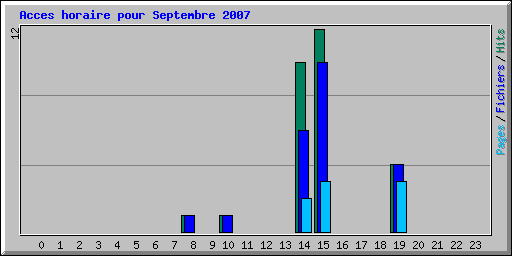 Acces horaire pour Septembre 2007
12
Pages / Fichiers / Hits
0 1 2 3 4 5 6 7 8 9 10 11 12 13 14 15 16 17 18 19 20 21 22 23